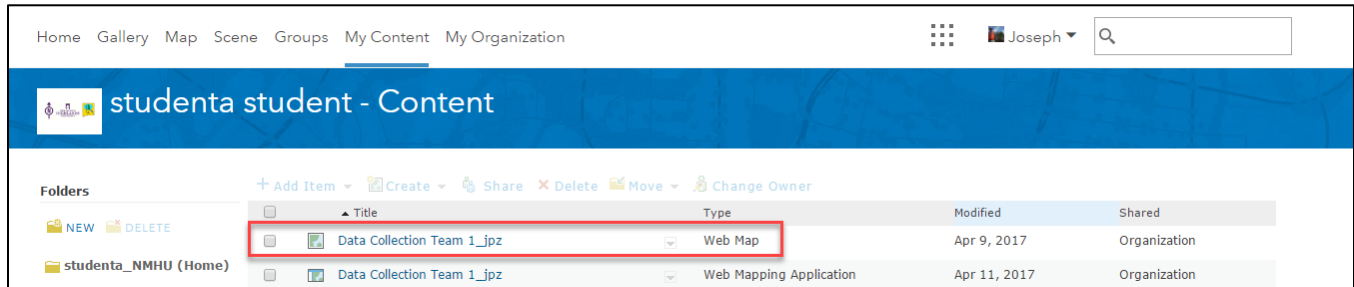 Home Gallery Map Scene Groups My Content My Organization Joseph
studenta student - Content
Folders
Add Item Create Share Delete Move Change Owner
Title Type Modified Shared
NEW DELETE
Data Collection Team 1_jpz Web Map Apr 9, 2017 Organization
studenta_NMHU (Home)
Data Collection Team 1_jpz Web Mapping Application Apr 11, 2017 Organization